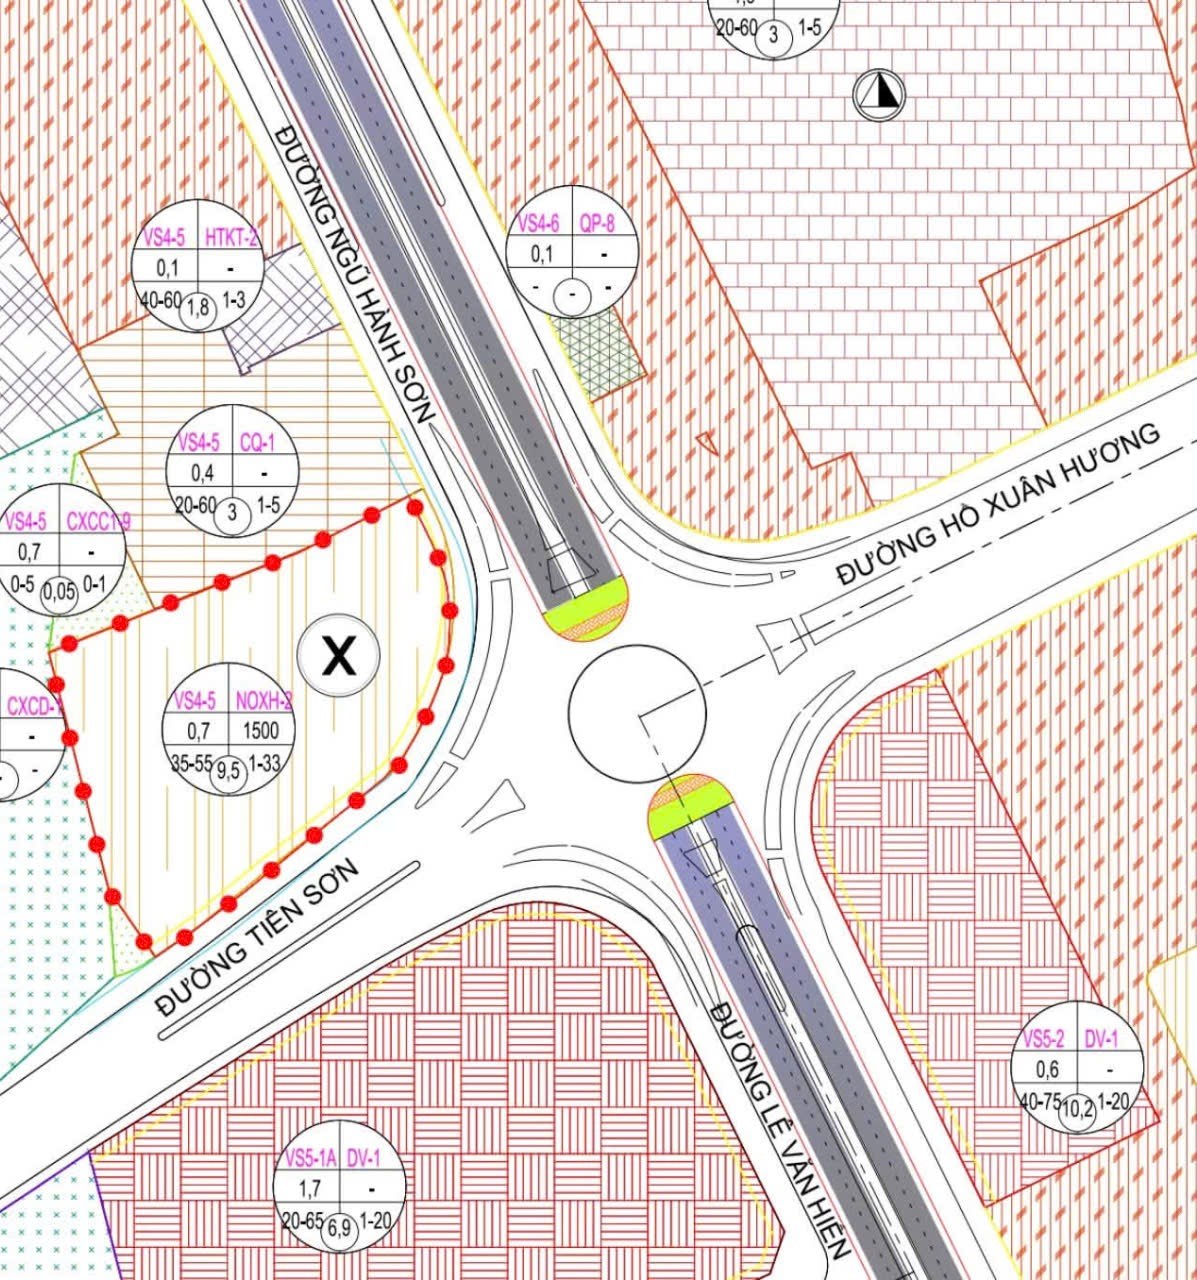 1,5
20-60 3 1-5
ĐƯỜNG NGŨ HÀNH SƠN
VS4-5 HTKT-2
0,1 -
40-60 1,8 1-3
VS4-6 QP-8
0,1 -
- - -
VS4-5 CQ-1
0,4 -
20-60 3 1-5
ĐƯỜNG HỒ XUÂN HƯƠNG
VS4-5 CXCC1-9
0,7 -
0-5 0,05 0-1
X
CXCD-1
-
- -
VS4-5 NOXH-2
0,7 1500
35-55 9,5 1-33
ĐƯỜNG TIÊN SƠN
ĐƯỜNG LÊ VĂN HIẾN
VS5-2 DV-1
0,6 -
40-75 10,2 1-20
VS5-1A DV-1
1,7 -
20-65 6,9 1-20